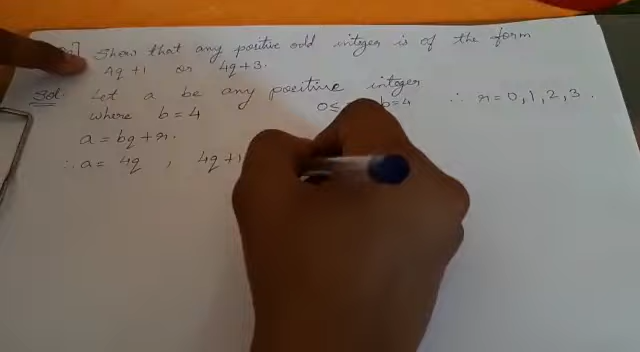 Show that any positive odd integer is of the form
4q+1 or 4q+3.
Sol. Let a be any positive integer
where b=4 0≤ b=4 ∴ r=0,1,2,3.
a=bq+r.
∴ a= 4q , 4q+1